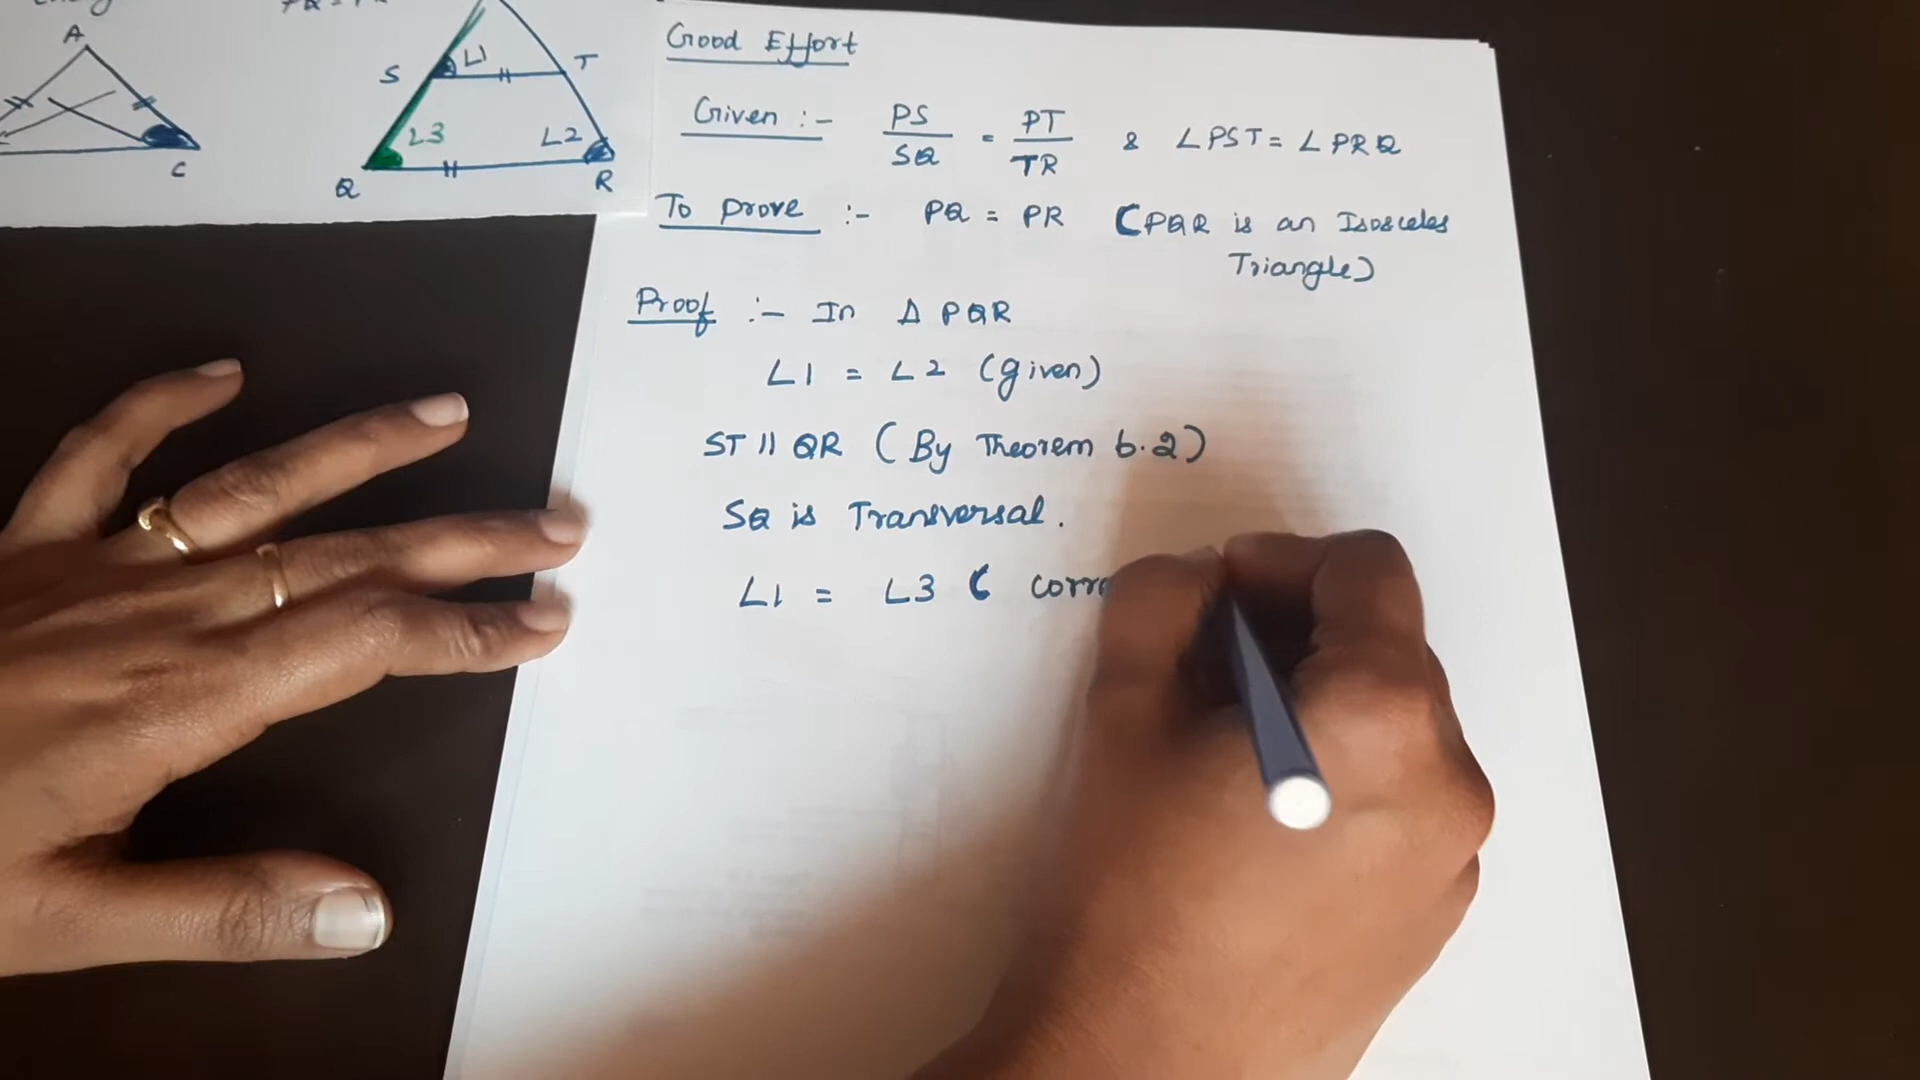 A
C
S
∠1
T
∠3
∠2
Q
R
Good Effort
Given :- PS/SQ = PT/TR & ∠PST = ∠PRQ
To prove :- PQ = PR (PQR is an Isosceles
Triangle)
Proof :- In Δ PQR
∠1 = ∠2 (given)
ST || QR (By Theorem 6.2)
SQ is Transversal.
∠1 = ∠3 (